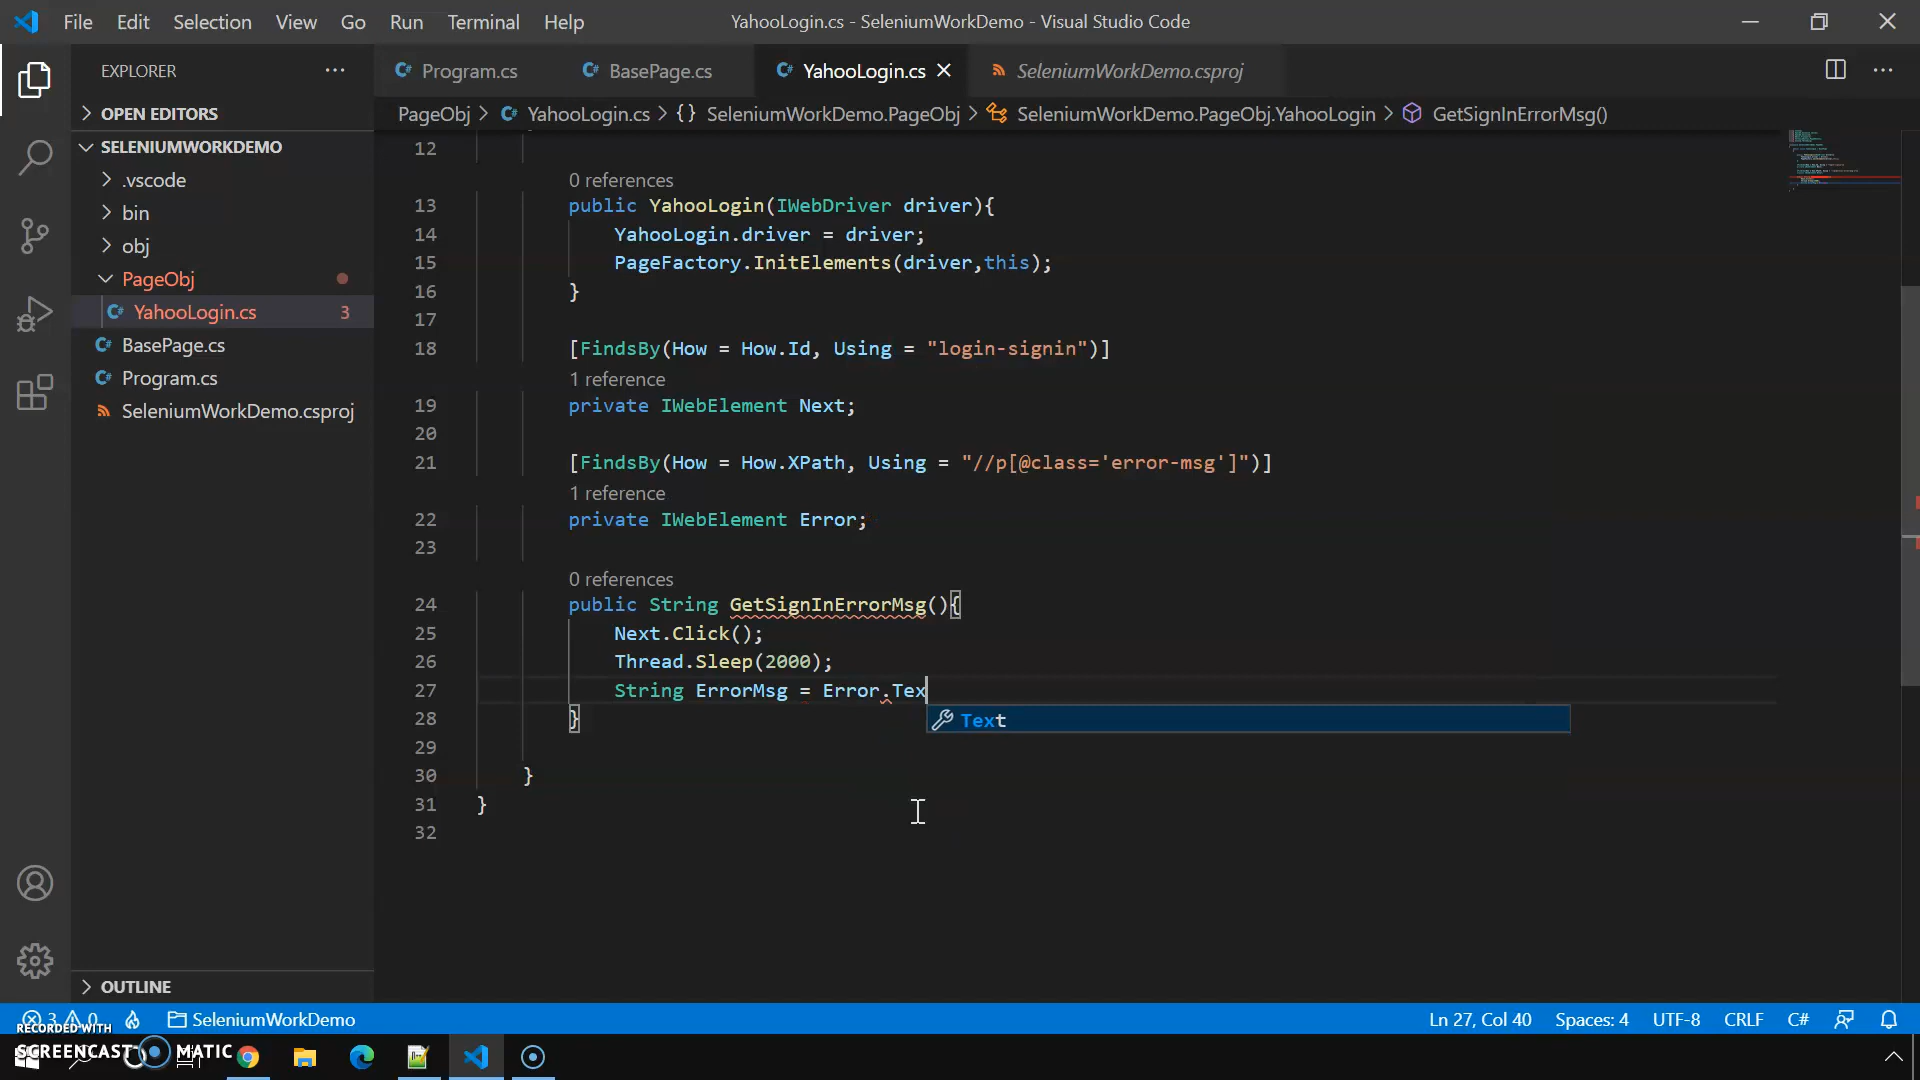 File Edit Selection View Go Run Terminal Help
YahooLogin.cs - SeleniumWorkDemo - Visual Studio Code
EXPLORER
OPEN EDITORS
SELENIUMWORKDEMO
.vscode
bin
obj
PageObj
YahooLogin.cs 3
BasePage.cs
Program.cs
SeleniumWorkDemo.csproj
OUTLINE
Program.cs BasePage.cs YahooLogin.cs SeleniumWorkDemo.csproj
PageObj > YahooLogin.cs > {} SeleniumWorkDemo.PageObj > SeleniumWorkDemo.PageObj.YahooLogin > GetSignInErrorMsg()
12
0 references
13 public YahooLogin(IWebDriver driver){
14 YahooLogin.driver = driver;
15 PageFactory.InitElements(driver,this);
16 }
17
18 [FindsBy(How = How.Id, Using = "login-signin")]
1 reference
19 private IWebElement Next;
20
21 [FindsBy(How = How.XPath, Using = "//p[@class='error-msg']")]
1 reference
22 private IWebElement Error;
23
0 references
24 public String GetSignInErrorMsg(){
25 Next.Click();
26 Thread.Sleep(2000);
27 String ErrorMsg = Error.Tex
Text
28 }
29
30 }
31 }
32
3 0 SeleniumWorkDemo
Ln 27, Col 40 Spaces: 4 UTF-8 CRLF C#
RECORDED WITH
SCREENCAST MATIC